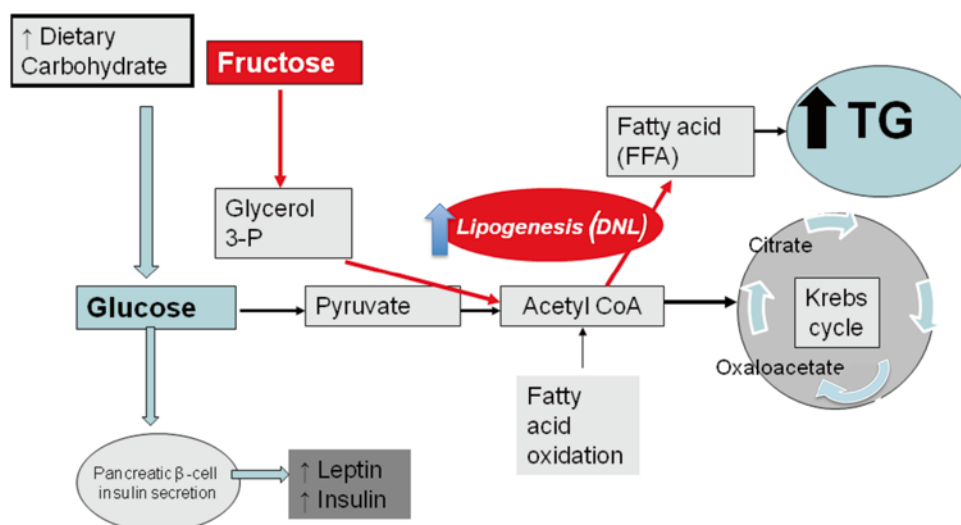 ↑ Dietary
Carbohydrate
Fructose
Fatty acid
(FFA)
TG
Glycerol
3-P
Lipogenesis (DNL)
Citrate
Glucose
Pyruvate
Acetyl CoA
Krebs
cycle
Oxaloacetate
Fatty
acid
oxidation
Pancreatic β-cell
insulin secretion
↑ Leptin
↑ Insulin